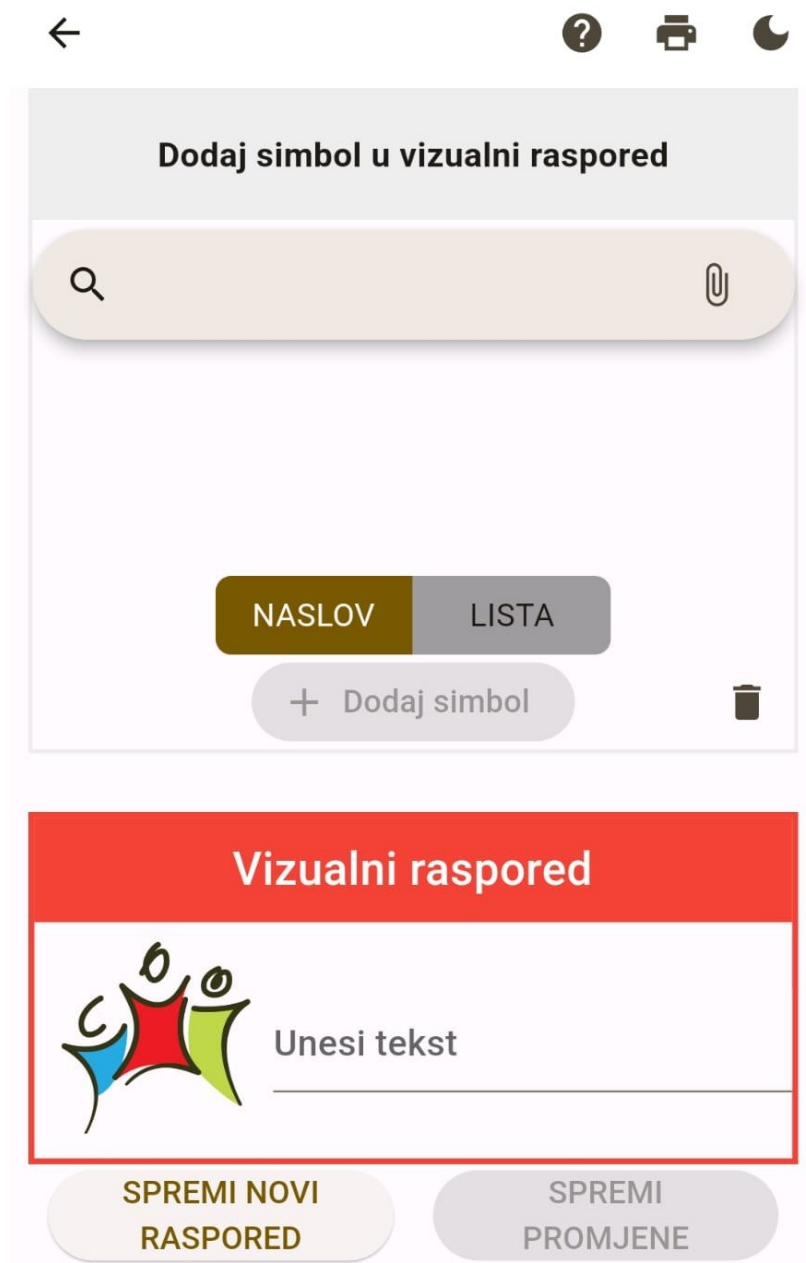 Dodaj simbol u vizualni raspored
NASLOV
LISTA
+ Dodaj simbol
Vizualni raspored
Unesi tekst
SPREMI NOVI
RASPORED
SPREMI
PROMJENE